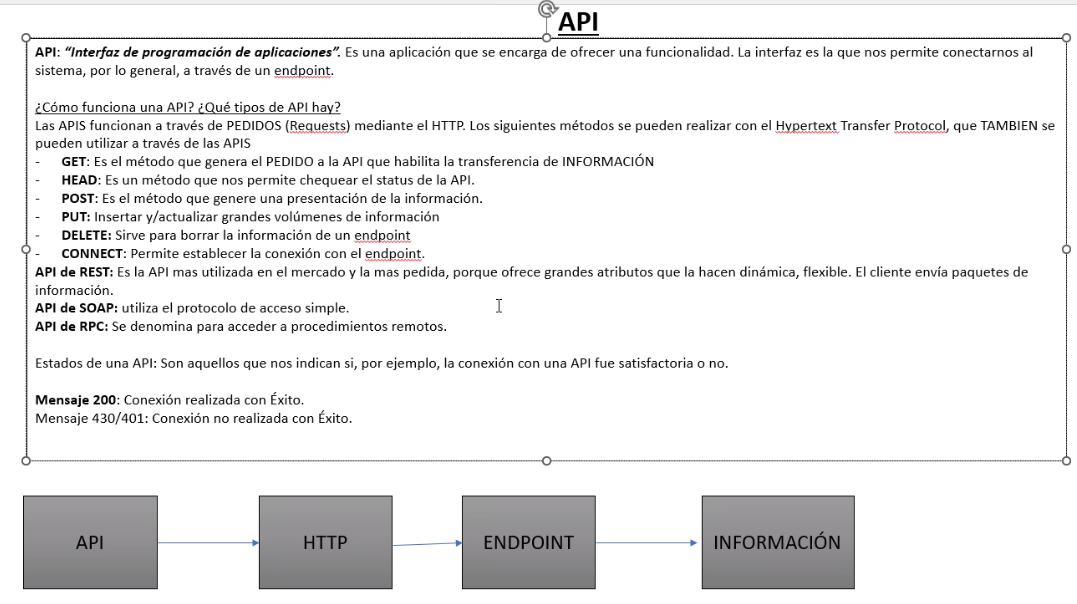 API
API: “Interfaz de programación de aplicaciones”. Es una aplicación que se encarga de ofrecer una funcionalidad. La interfaz es la que nos permite conectarnos al
sistema, por lo general, a través de un endpoint.
¿Cómo funciona una API? ¿Qué tipos de API hay?
Las APIS funcionan a través de PEDIDOS (Requests) mediante el HTTP. Los siguientes métodos se pueden realizar con el Hypertext Transfer Protocol, que TAMBIEN se
pueden utilizar a través de las APIS
- GET: Es el método que genera el PEDIDO a la API que habilita la transferencia de INFORMACIÓN
- HEAD: Es un método que nos permite chequear el status de la API.
- POST: Es el método que genere una presentación de la información.
- PUT: Insertar y/actualizar grandes volúmenes de información
- DELETE: Sirve para borrar la información de un endpoint
- CONNECT: Permite establecer la conexión con el endpoint.
API de REST: Es la API mas utilizada en el mercado y la mas pedida, porque ofrece grandes atributos que la hacen dinámica, flexible. El cliente envía paquetes de
información.
API de SOAP: utiliza el protocolo de acceso simple.
API de RPC: Se denomina para acceder a procedimientos remotos.
Estados de una API: Son aquellos que nos indican si, por ejemplo, la conexión con una API fue satisfactoria o no.
Mensaje 200: Conexión realizada con Éxito.
Mensaje 430/401: Conexión no realizada con Éxito.
API
HTTP
ENDPOINT
INFORMACIÓN